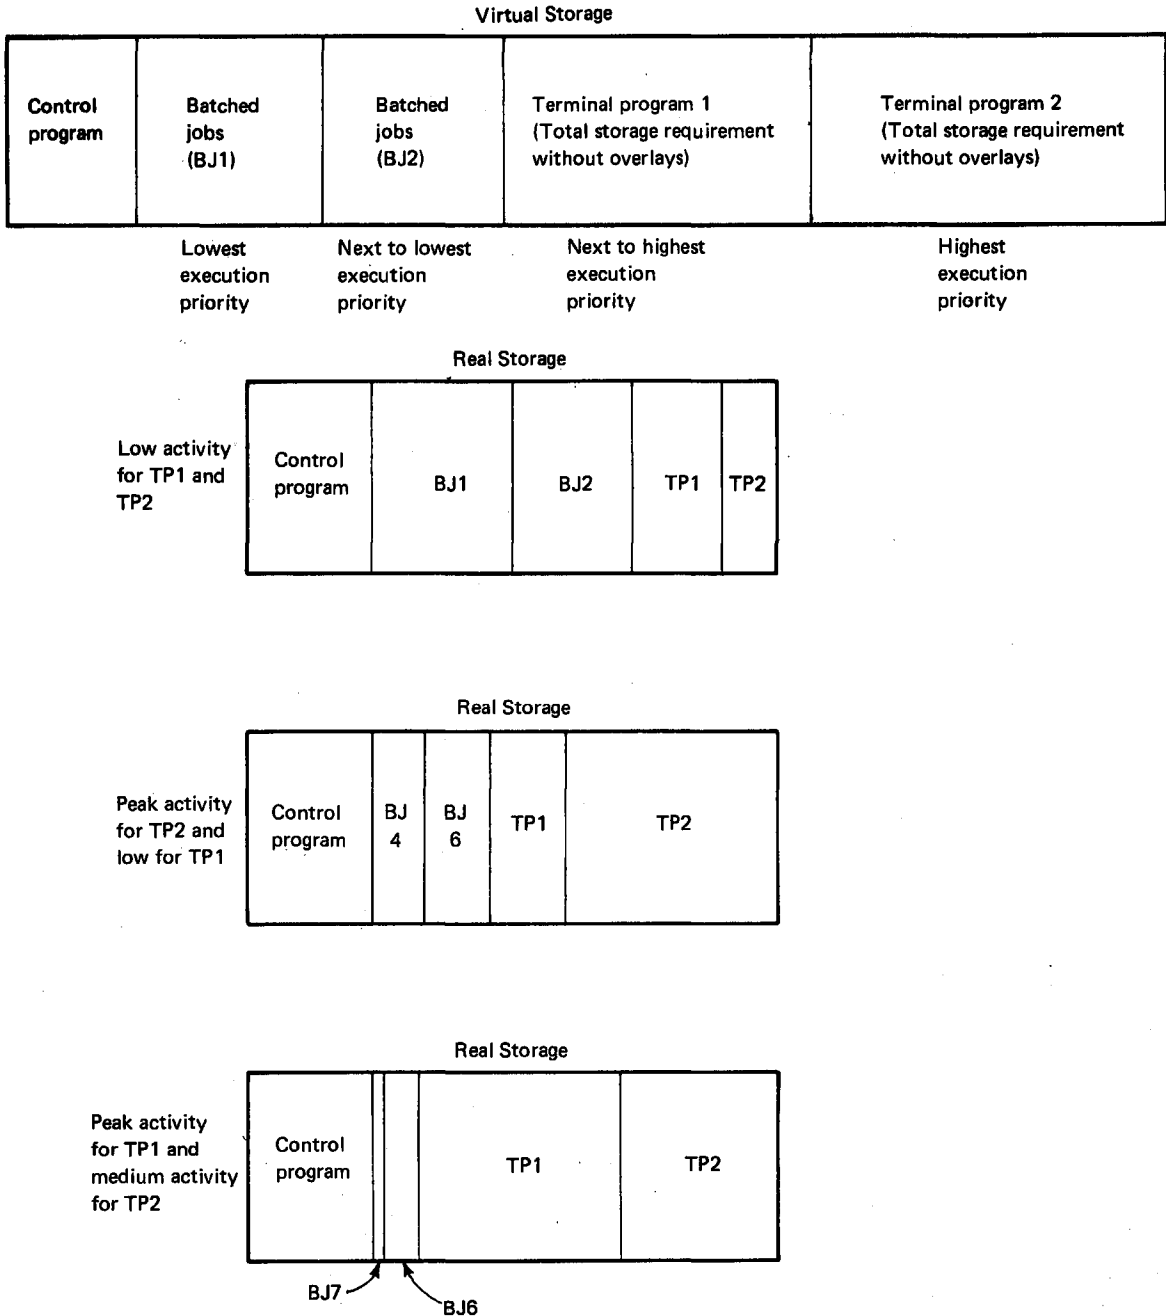 Virtual Storage
Control
program
Batched
jobs
(BJ1)
Batched
jobs
(BJ2)
Terminal program 1
(Total storage requirement
without overlays)
Terminal program 2
(Total storage requirement
without overlays)
Lowest
execution
priority
Next to lowest
execution
priority
Next to highest
execution
priority
Highest
execution
priority
Real Storage
Low activity
for TP1 and
TP2
Control
program
BJ1
BJ2
TP1
TP2
Real Storage
Peak activity
for TP2 and
low for TP1
Control
program
BJ
4
BJ
6
TP1
TP2
Real Storage
Peak activity
for TP1 and
medium activity
for TP2
Control
program
TP1
TP2
BJ7
BJ6